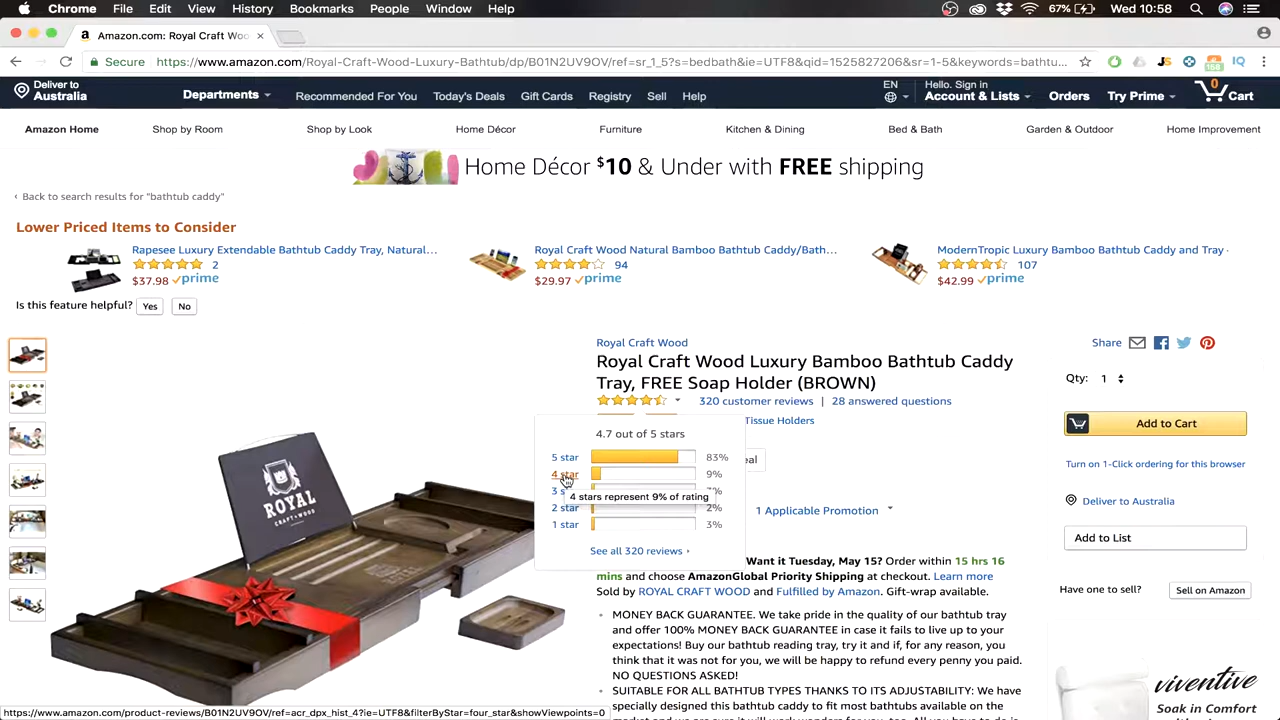 Chrome File Edit View History Bookmarks People Window Help 67% Wed 10:58
Amazon.com: Royal Craft Woo
Secure https://www.amazon.com/Royal-Craft-Wood-Luxury-Bathtub/dp/B01N2UV9OV/ref=sr_1_5?s=bedbath&ie=UTF8&qid=1525827206&sr=1-5&keywords=bathtu...
Deliver to
Australia
Departments
Recommended For You Today's Deals Gift Cards Registry Sell Help
EN
Hello. Sign in
Account & Lists
Orders
Try Prime
0
Cart
Amazon Home Shop by Room Shop by Look Home Décor Furniture Kitchen & Dining Bed & Bath Garden & Outdoor Home Improvement
Home Décor $10 & Under with FREE shipping
‹ Back to search results for "bathtub caddy"
Lower Priced Items to Consider
Rapesee Luxury Extendable Bathtub Caddy Tray, Natural...
2
$37.98 prime
Royal Craft Wood Natural Bamboo Bathtub Caddy/Bath...
94
$29.97 prime
ModernTropic Luxury Bamboo Bathtub Caddy and Tray -
107
$42.99 prime
Is this feature helpful? Yes No
ROYAL
CRAFT WOOD
Royal Craft Wood
Royal Craft Wood Luxury Bamboo Bathtub Caddy
Tray, FREE Soap Holder (BROWN)
320 customer reviews | 28 answered questions
Tissue Holders
4.7 out of 5 stars
5 star 83%
4 star 9%
4 stars represent 9% of rating
2 star 2%
1 star 3%
See all 320 reviews ›
eal
1 Applicable Promotion
Want it Tuesday, May 15? Order within 15 hrs 16
mins and choose AmazonGlobal Priority Shipping at checkout. Learn more
Sold by ROYAL CRAFT WOOD and Fulfilled by Amazon. Gift-wrap available.
MONEY BACK GUARANTEE. We take pride in the quality of our bathtub tray
and offer 100% MONEY BACK GUARANTEE in case it fails to live up to your
expectations! Buy our bathtub reading tray, try it and if, for any reason, you
think that it was not for you, we will be happy to refund every penny you paid.
NO QUESTIONS ASKED!
SUITABLE FOR ALL BATHTUB TYPES THANKS TO ITS ADJUSTABILITY: We have
specially designed this bathtub caddy to fit most bathtubs available on the
Share
Qty: 1
Add to Cart
Turn on 1-Click ordering for this browser
Deliver to Australia
Add to List
Have one to sell? Sell on Amazon
viventive
Soak in Comfort
https://www.amazon.com/product-reviews/B01N2UV9OV/ref=acr_dpx_hist_4?ie=UTF8&filterByStar=four_star&showViewpoints=0